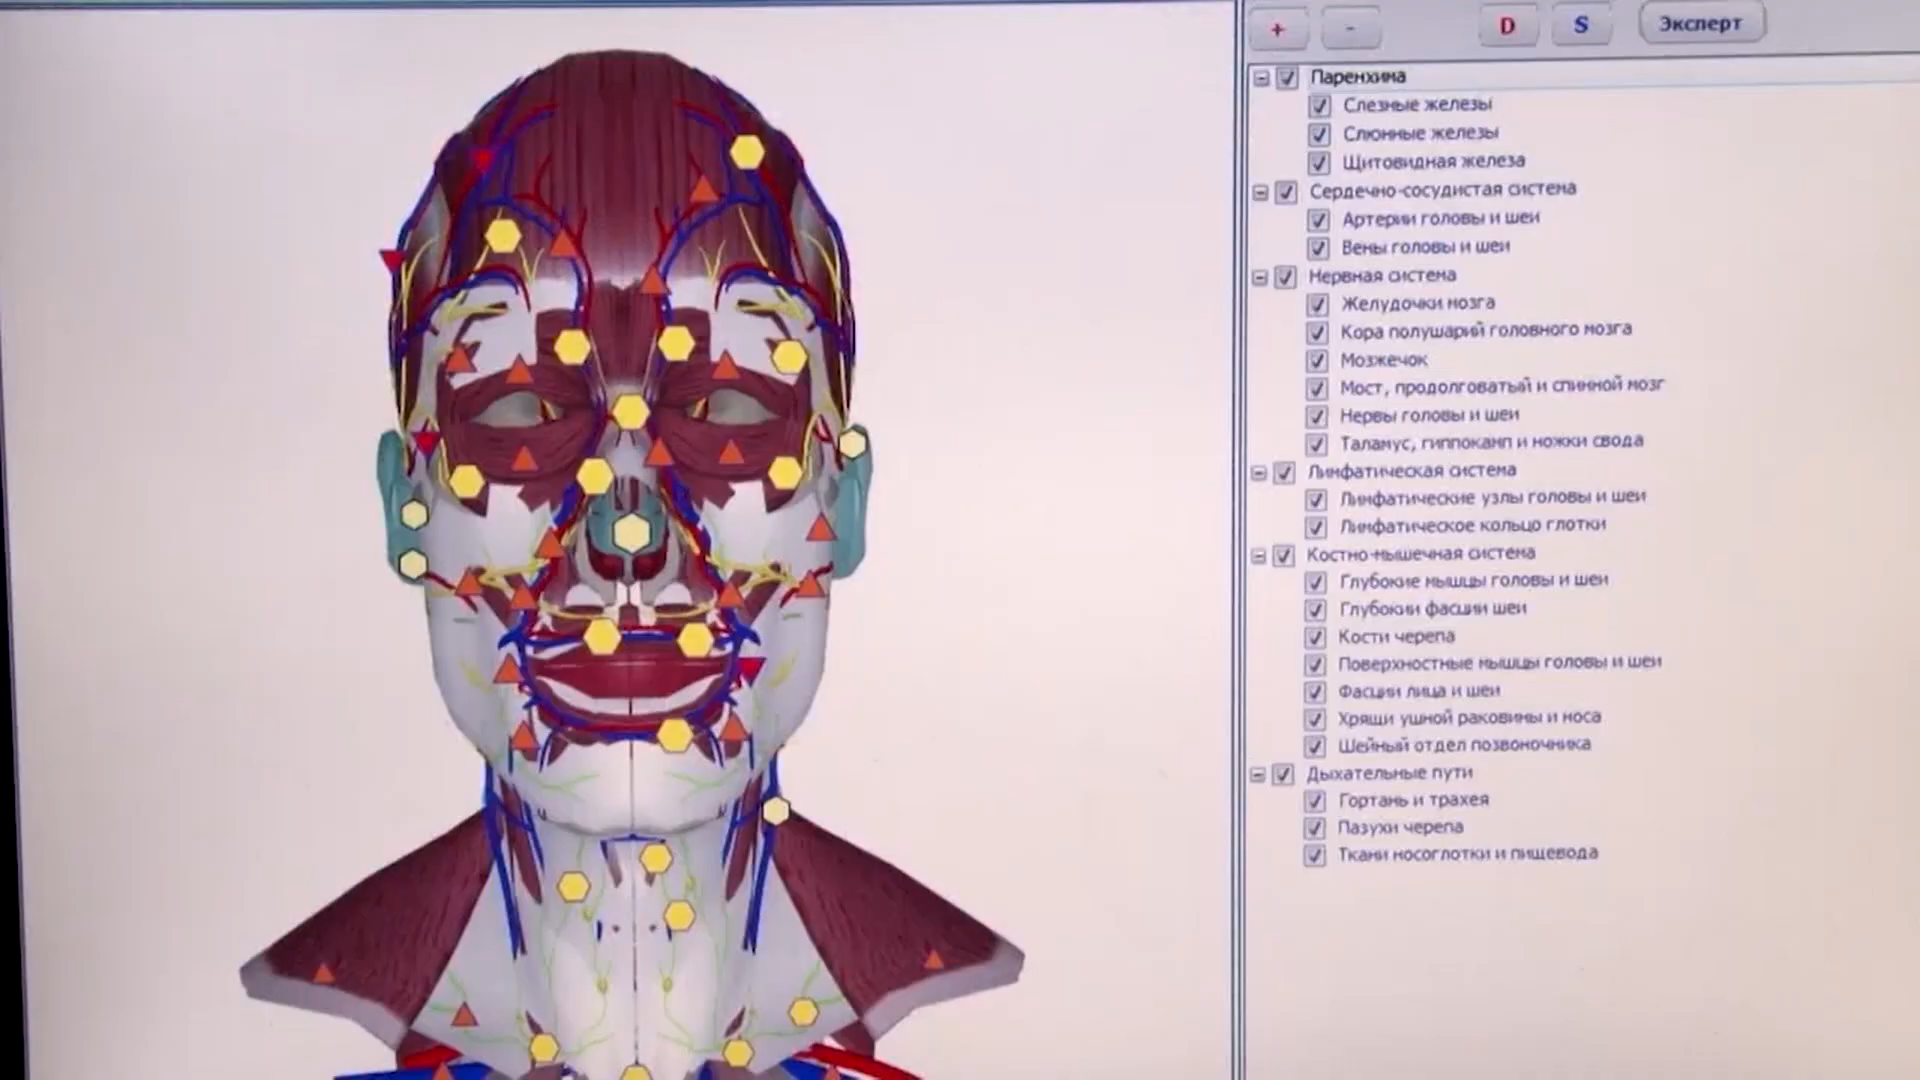 + - D S Эксперт
Паренхима
Слезные железы
Слюнные железы
Щитовидная железа
Сердечно-сосудистая система
Артерии головы и шеи
Вены головы и шеи
Нервная система
Желудочки мозга
Кора полушарий головного мозга
Мозжечок
Мост, продолговатый и спинной мозг
Нервы головы и шеи
Таламус, гиппокамп и ножки свода
Лимфатическая система
Лимфатические узлы головы и шеи
Лимфатическое кольцо глотки
Костно-мышечная система
Глубокие мышцы головы и шеи
Глубокии фасции шеи
Кости черепа
Поверхностные мышцы головы и шеи
Фасции лица и шеи
Хрящи ушной раковины и носа
Шейный отдел позвоночника
Дыхательные пути
Гортань и трахея
Пазухи черепа
Ткани носоглотки и пищевода